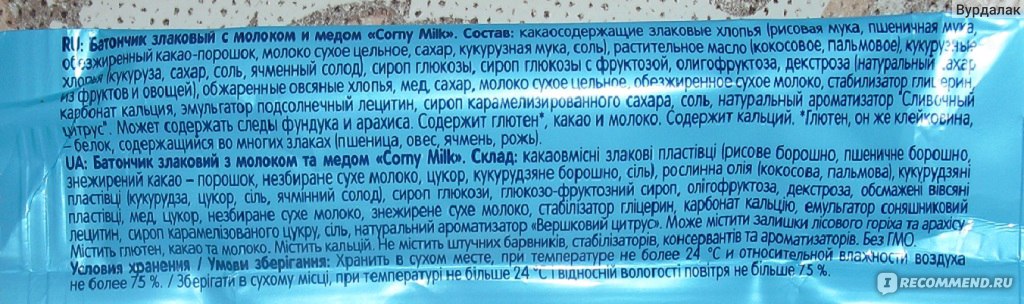 Вурдалак
RU: Батончик злаковый с молоком и медом «Corny Milk». Состав: какаосодержащие злаковые хлопья (рисовая мука, пшеничная мука,
обезжиренный какао-порошок, молоко сухое цельное, сахар, кукурузная мука, соль), растительное масло (кокосовое, пальмовое), кукурузные
хлопья (кукуруза, сахар, соль, ячменный солод), сироп глюкозы, сироп глюкозы с фруктозой, олигофруктоза, декстроза (натуральный сахар
из фруктов и овощей), обжаренные овсяные хлопья, мед, сахар, молоко сухое цельное, обезжиренное сухое молоко, стабилизатор глицерин,
карбонат кальция, эмульгатор подсолнечный лецитин, сироп карамелизированного сахара, соль, натуральный ароматизатор "Сливочный
цитрус". Может содержать следы фундука и арахиса. Содержит глютен*, какао и молоко. Содержит кальций. *Глютен, он же клейковина,
– белок, содержащийся во многих злаках (пшеница, овес, ячмень, рожь).
UA: Батончик злаковий з молоком та медом «Corny Milk». Склад: какаовмісні злакові пластівці (рисове борошно, пшеничне борошно,
знежирений какао – порошок, незбиране сухе молоко, цукор, кукурудзяне борошно, сіль), рослинна олія (кокосова, пальмова), кукурудзяні
пластівці (кукурудза, цукор, сіль, ячмінний солод), сироп глюкози, глюкозо-фруктозний сироп, олігофруктоза, декстроза, обсмажені вівсяні
пластівці, мед, цукор, незбиране сухе молоко, знежирене сухе молоко, стабілізатор гліцерин, карбонат кальцію, емульгатор соняшниковий
лецитин, сироп карамелізованого цукру, сіль, натуральний ароматизатор «Вершковий цитрус». Може містити залишки лісового горіха та арахісу.
Містить глютен, какао та молоко. Містить кальцій. Не містить штучних барвників, стабілізаторів, консервантів та ароматизаторів. Без ГМО.
Условия хранения / Умови зберігання: Хранить в сухом месте, при температуре не более 24 °С и относительной влажности воздуха
не более 75 %. / Зберігати в сухому місці, при температурі не більше 24 °С і відносній вологості повітря не більше 75 %.
IRECOMMEND.RU